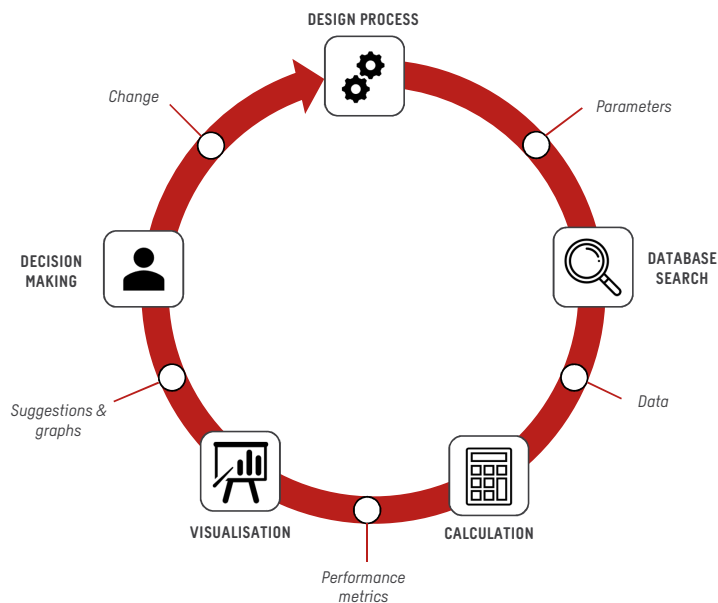 DESIGN PROCESS
Change
Parameters
DECISION
MAKING
DATABASE
SEARCH
Suggestions &
graphs
Data
VISUALISATION
CALCULATION
Performance
metrics